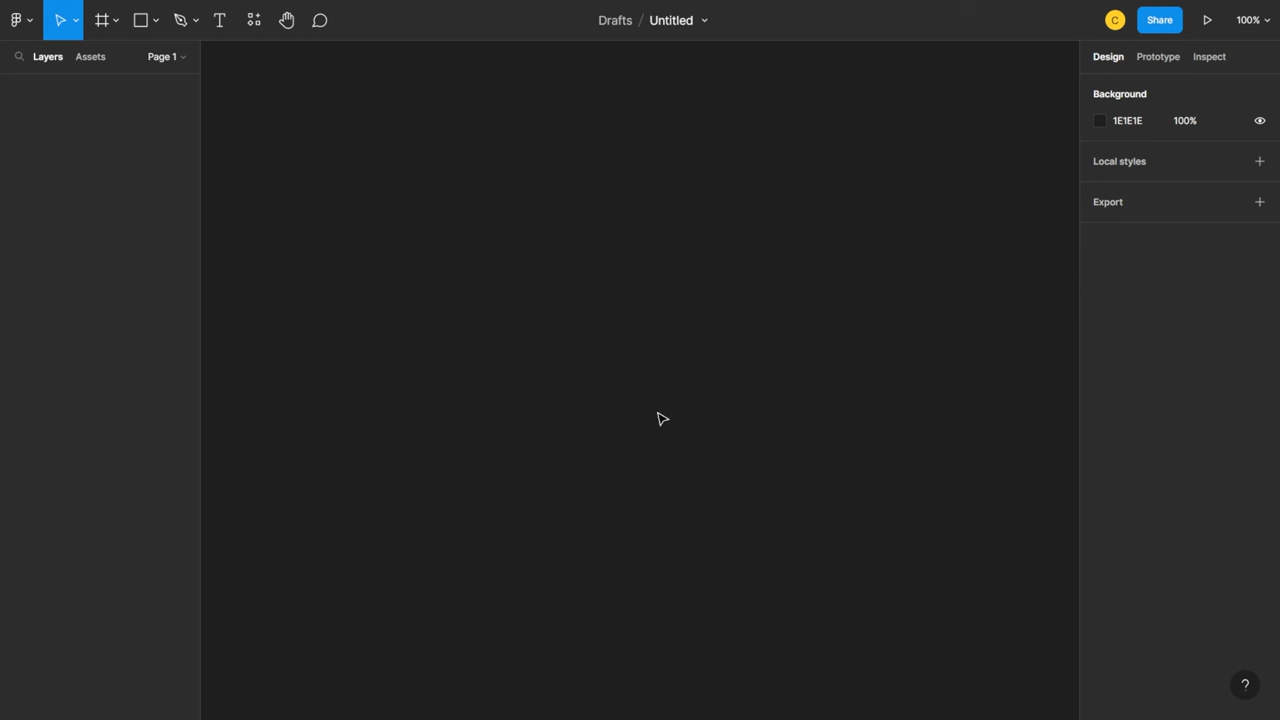 Drafts / Untitled
C
Share
100%
Layers
Assets
Page 1
Design
Prototype
Inspect
Background
1E1E1E
100%
Local styles
Export
?